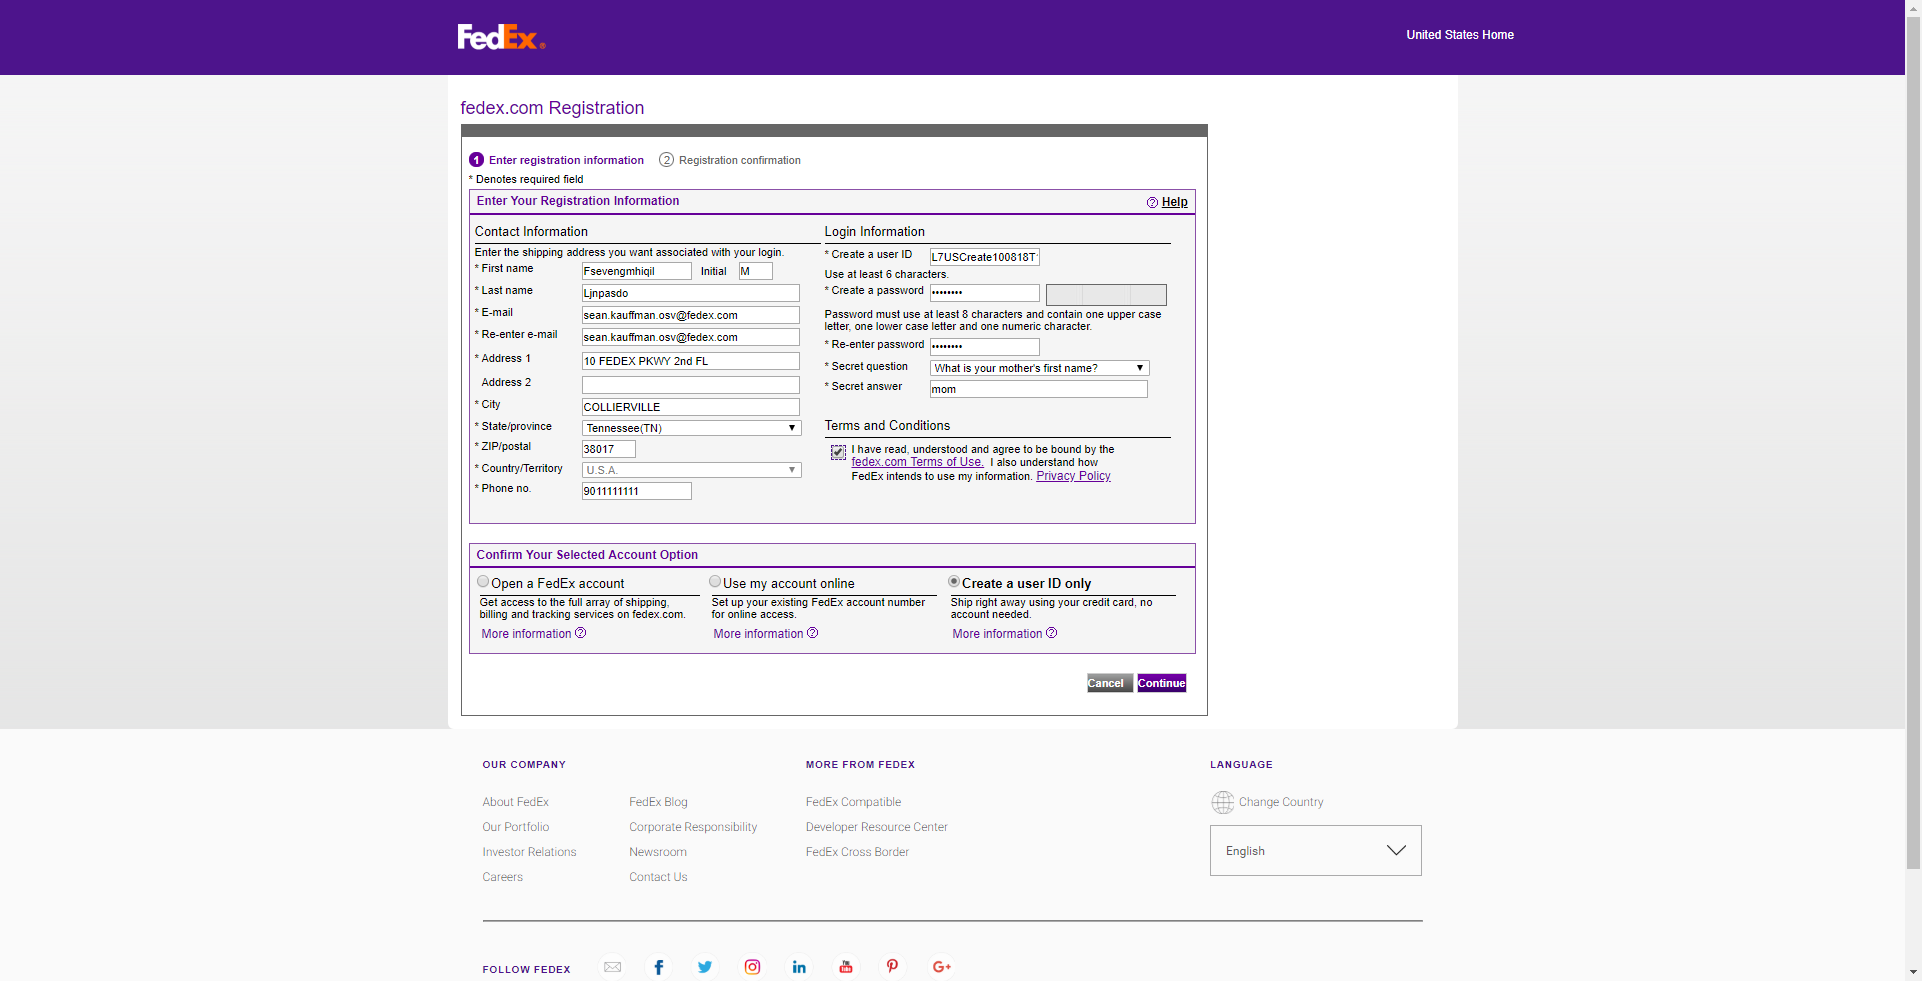 FedEx®
United States Home
fedex.com Registration
1 Enter registration information 2 Registration confirmation
* Denotes required field
Enter Your Registration Information
? Help
Contact Information
Enter the shipping address you want associated with your login.
* First name Fsevengmhiqil Initial M
* Last name Ljnpasdo
* E-mail sean.kauffman.osv@fedex.com
* Re-enter e-mail sean.kauffman.osv@fedex.com
* Address 1 10 FEDEX PKWY 2nd FL
Address 2
* City COLLIERVILLE
* State/province Tennessee(TN)
* ZIP/postal 38017
* Country/Territory U.S.A.
* Phone no. 9011111111
Login Information
* Create a user ID L7USCreate100818T
Use at least 6 characters.
* Create a password ••••••••
Password must use at least 8 characters and contain one upper case
letter, one lower case letter and one numeric character.
* Re-enter password ••••••••
* Secret question What is your mother's first name?
* Secret answer mom
Terms and Conditions
I have read, understood and agree to be bound by the
fedex.com Terms of Use. I also understand how
FedEx intends to use my information. Privacy Policy
Confirm Your Selected Account Option
Open a FedEx account
Get access to the full array of shipping,
billing and tracking services on fedex.com.
More information ?
Use my account online
Set up your existing FedEx account number
for online access.
More information ?
Create a user ID only
Ship right away using your credit card, no
account needed.
More information ?
Cancel Continue
OUR COMPANY
About FedEx
Our Portfolio
Investor Relations
Careers
FedEx Blog
Corporate Responsibility
Newsroom
Contact Us
MORE FROM FEDEX
FedEx Compatible
Developer Resource Center
FedEx Cross Border
LANGUAGE
Change Country
English
FOLLOW FEDEX
f
in
You Tube
G+